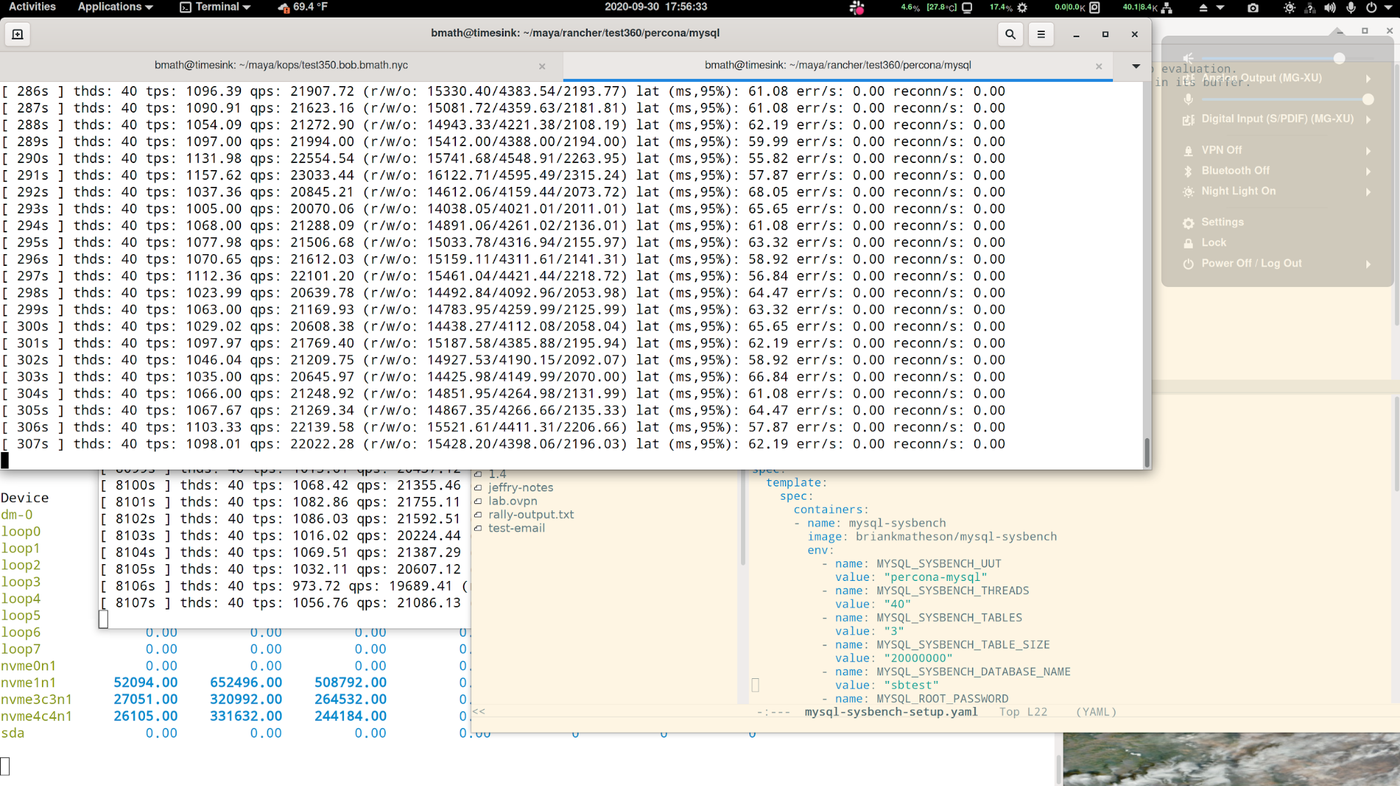 Activities Applications Terminal 69.4 °F 2020-09-30 17:56:33 4.6% [27.8°C] 17.4% 0.0|0.0K 40.1|8.4K
bmath@timesink: ~/maya/rancher/test360/percona/mysql
bmath@timesink: ~/maya/kops/test350.bob.bmath.nyc × bmath@timesink: ~/maya/rancher/test360/percona/mysql ×
[ 286s ] thds: 40 tps: 1096.39 qps: 21907.72 (r/w/o: 15330.40/4383.54/2193.77) lat (ms,95%): 61.08 err/s: 0.00 reconn/s: 0.00
[ 287s ] thds: 40 tps: 1090.91 qps: 21623.16 (r/w/o: 15081.72/4359.63/2181.81) lat (ms,95%): 61.08 err/s: 0.00 reconn/s: 0.00
[ 288s ] thds: 40 tps: 1054.09 qps: 21272.90 (r/w/o: 14943.33/4221.38/2108.19) lat (ms,95%): 62.19 err/s: 0.00 reconn/s: 0.00
[ 289s ] thds: 40 tps: 1097.00 qps: 21994.00 (r/w/o: 15412.00/4388.00/2194.00) lat (ms,95%): 59.99 err/s: 0.00 reconn/s: 0.00
[ 290s ] thds: 40 tps: 1131.98 qps: 22554.54 (r/w/o: 15741.68/4548.91/2263.95) lat (ms,95%): 55.82 err/s: 0.00 reconn/s: 0.00
[ 291s ] thds: 40 tps: 1157.62 qps: 23033.44 (r/w/o: 16122.71/4595.49/2315.24) lat (ms,95%): 57.87 err/s: 0.00 reconn/s: 0.00
[ 292s ] thds: 40 tps: 1037.36 qps: 20845.21 (r/w/o: 14612.06/4159.44/2073.72) lat (ms,95%): 68.05 err/s: 0.00 reconn/s: 0.00
[ 293s ] thds: 40 tps: 1005.00 qps: 20070.06 (r/w/o: 14038.05/4021.01/2011.01) lat (ms,95%): 65.65 err/s: 0.00 reconn/s: 0.00
[ 294s ] thds: 40 tps: 1068.00 qps: 21288.09 (r/w/o: 14891.06/4261.02/2136.01) lat (ms,95%): 61.08 err/s: 0.00 reconn/s: 0.00
[ 295s ] thds: 40 tps: 1077.98 qps: 21506.68 (r/w/o: 15033.78/4316.94/2155.97) lat (ms,95%): 63.32 err/s: 0.00 reconn/s: 0.00
[ 296s ] thds: 40 tps: 1070.65 qps: 21612.03 (r/w/o: 15159.11/4311.61/2141.31) lat (ms,95%): 58.92 err/s: 0.00 reconn/s: 0.00
[ 297s ] thds: 40 tps: 1112.36 qps: 22101.20 (r/w/o: 15461.04/4421.44/2218.72) lat (ms,95%): 56.84 err/s: 0.00 reconn/s: 0.00
[ 298s ] thds: 40 tps: 1023.99 qps: 20639.78 (r/w/o: 14492.84/4092.96/2053.98) lat (ms,95%): 64.47 err/s: 0.00 reconn/s: 0.00
[ 299s ] thds: 40 tps: 1063.00 qps: 21169.93 (r/w/o: 14783.95/4259.99/2125.99) lat (ms,95%): 63.32 err/s: 0.00 reconn/s: 0.00
[ 300s ] thds: 40 tps: 1029.02 qps: 20608.38 (r/w/o: 14438.27/4112.08/2058.04) lat (ms,95%): 65.65 err/s: 0.00 reconn/s: 0.00
[ 301s ] thds: 40 tps: 1097.97 qps: 21769.40 (r/w/o: 15187.58/4385.88/2195.94) lat (ms,95%): 62.19 err/s: 0.00 reconn/s: 0.00
[ 302s ] thds: 40 tps: 1046.04 qps: 21209.75 (r/w/o: 14927.53/4190.15/2092.07) lat (ms,95%): 58.92 err/s: 0.00 reconn/s: 0.00
[ 303s ] thds: 40 tps: 1035.00 qps: 20645.97 (r/w/o: 14425.98/4149.99/2070.00) lat (ms,95%): 66.84 err/s: 0.00 reconn/s: 0.00
[ 304s ] thds: 40 tps: 1066.00 qps: 21248.92 (r/w/o: 14851.95/4264.98/2131.99) lat (ms,95%): 61.08 err/s: 0.00 reconn/s: 0.00
[ 305s ] thds: 40 tps: 1067.67 qps: 21269.34 (r/w/o: 14867.35/4266.66/2135.33) lat (ms,95%): 64.47 err/s: 0.00 reconn/s: 0.00
[ 306s ] thds: 40 tps: 1103.33 qps: 22139.58 (r/w/o: 15521.61/4411.31/2206.66) lat (ms,95%): 57.87 err/s: 0.00 reconn/s: 0.00
[ 307s ] thds: 40 tps: 1098.01 qps: 22022.28 (r/w/o: 15428.20/4398.06/2196.03) lat (ms,95%): 62.19 err/s: 0.00 reconn/s: 0.00
evaluation.
in its buffer.
Analog Output (MG-XU)
Digital Input (S/PDIF) (MG-XU)
VPN Off
Bluetooth Off
Night Light On
Settings
Lock
Power Off / Log Out
[ 8100s ] thds: 40 tps: 1068.42 qps: 21355.46
[ 8101s ] thds: 40 tps: 1082.86 qps: 21755.11
[ 8102s ] thds: 40 tps: 1086.03 qps: 21592.51
[ 8103s ] thds: 40 tps: 1016.02 qps: 20224.44
[ 8104s ] thds: 40 tps: 1069.51 qps: 21387.29
[ 8105s ] thds: 40 tps: 1032.11 qps: 20607.12
[ 8106s ] thds: 40 tps: 973.72 qps: 19689.41 (
[ 8107s ] thds: 40 tps: 1056.76 qps: 21086.13
Device
dm-0
loop0
loop1
loop2
loop3
loop4
loop5
loop6 0.00 0.00 0.00 0.
loop7 0.00 0.00 0.00 0.
nvme0n1 0.00 0.00 0.00 0.
nvme1n1 52094.00 652496.00 508792.00 0.
nvme3c3n1 27051.00 320992.00 264532.00 0.
nvme4c4n1 26105.00 331632.00 244184.00 0.
sda 0.00 0.00 0.00 0.00 0 0 0
1.4
jeffry-notes
lab.ovpn
rally-output.txt
test-email
<<
spec:
template:
spec:
containers:
- name: mysql-sysbench
image: briankmatheson/mysql-sysbench
env:
- name: MYSQL_SYSBENCH_UUT
value: "percona-mysql"
- name: MYSQL_SYSBENCH_THREADS
value: "40"
- name: MYSQL_SYSBENCH_TABLES
value: "3"
- name: MYSQL_SYSBENCH_TABLE_SIZE
value: "20000000"
- name: MYSQL_SYSBENCH_DATABASE_NAME
value: "sbtest"
- name: MYSQL_ROOT_PASSWORD
-:--- mysql-sysbench-setup.yaml Top L22 (YAML)